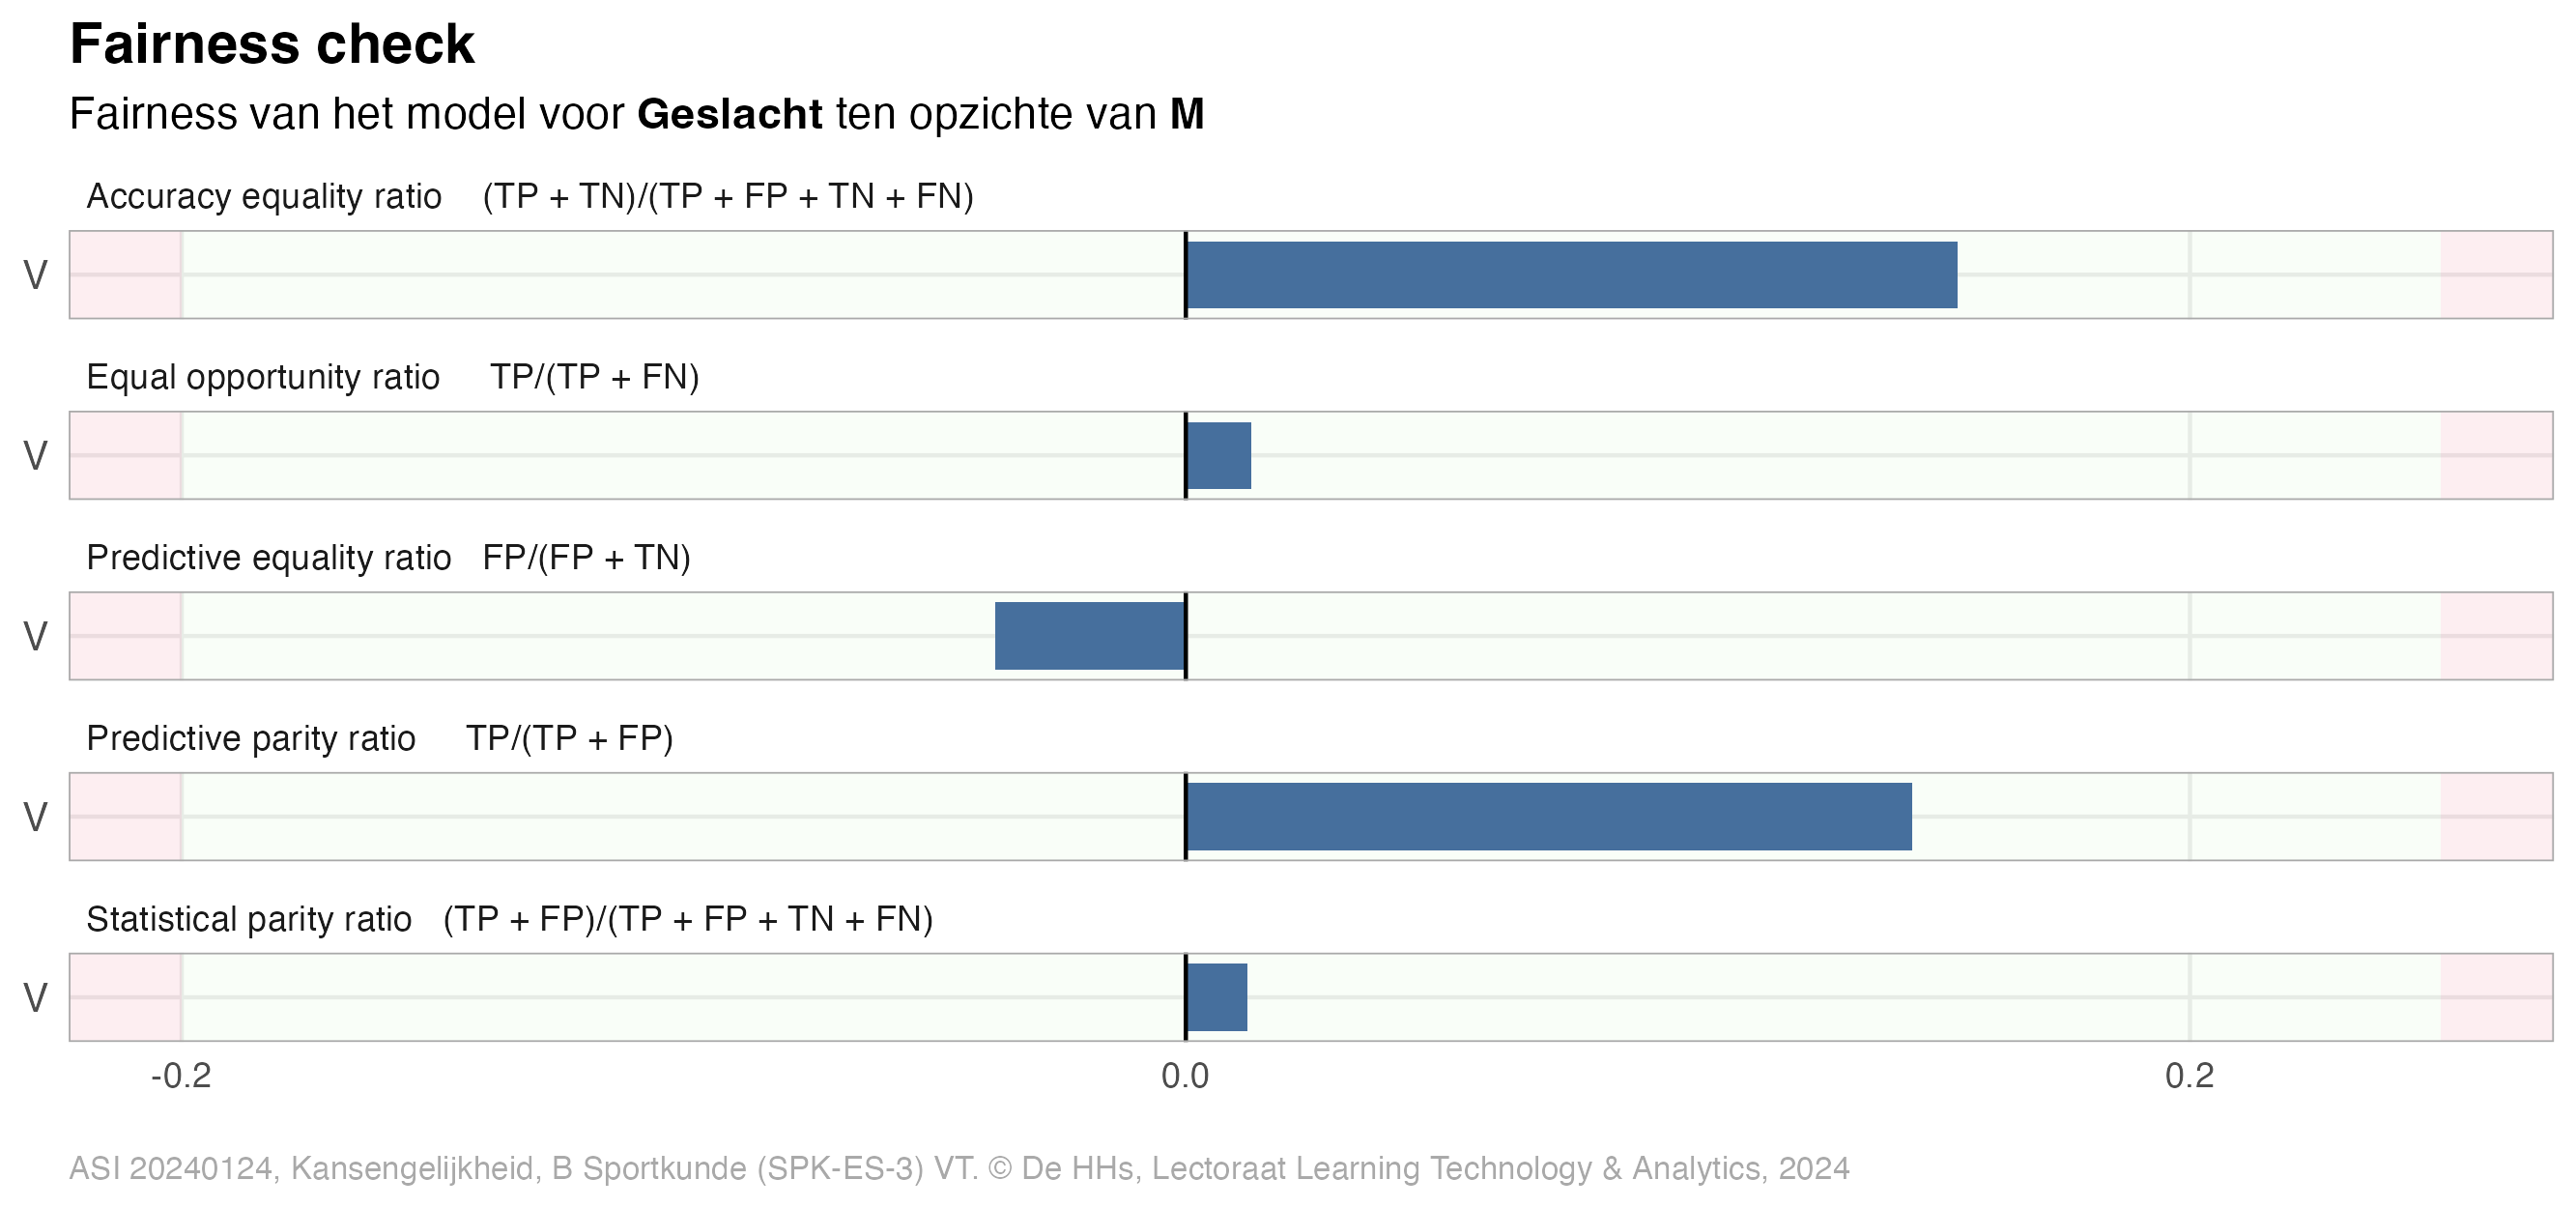 Fairness check
Fairness van het model voor Geslacht ten opzichte van M
Accuracy equality ratio (TP + TN)/(TP + FP + TN + FN)
V
Equal opportunity ratio TP/(TP + FN)
V
Predictive equality ratio FP/(FP + TN)
V
Predictive parity ratio TP/(TP + FP)
V
Statistical parity ratio (TP + FP)/(TP + FP + TN + FN)
V
-0.2 0.0 0.2
ASI 20240124, Kansengelijkheid, B Sportkunde (SPK-ES-3) VT. © De HHs, Lectoraat Learning Technology & Analytics, 2024